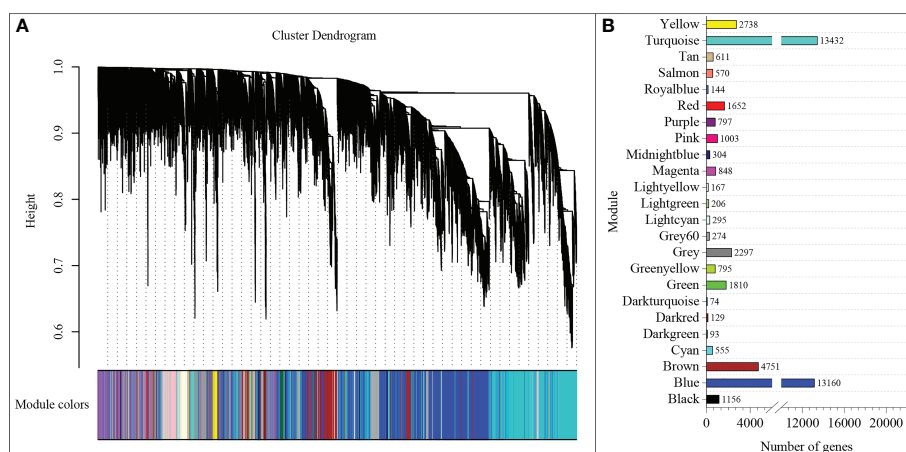 A
Cluster Dendrogram
Height
1.0
0.9
0.8
0.7
0.6
Module colors
B
Module
Yellow 2738
Turquoise 13432
Tan 611
Salmon 570
Royalblue 144
Red 1652
Purple 797
Pink 1003
Midnightblue 304
Magenta 848
Lightyellow 167
Lightgreen 206
Lightcyan 295
Grey60 274
Grey 2297
Greenyellow 795
Green 1810
Darkturquoise 74
Darkred 129
Darkgreen 93
Cyan 555
Brown 4751
Blue 13160
Black 1156
0 4000 12000 16000 20000
Number of genes